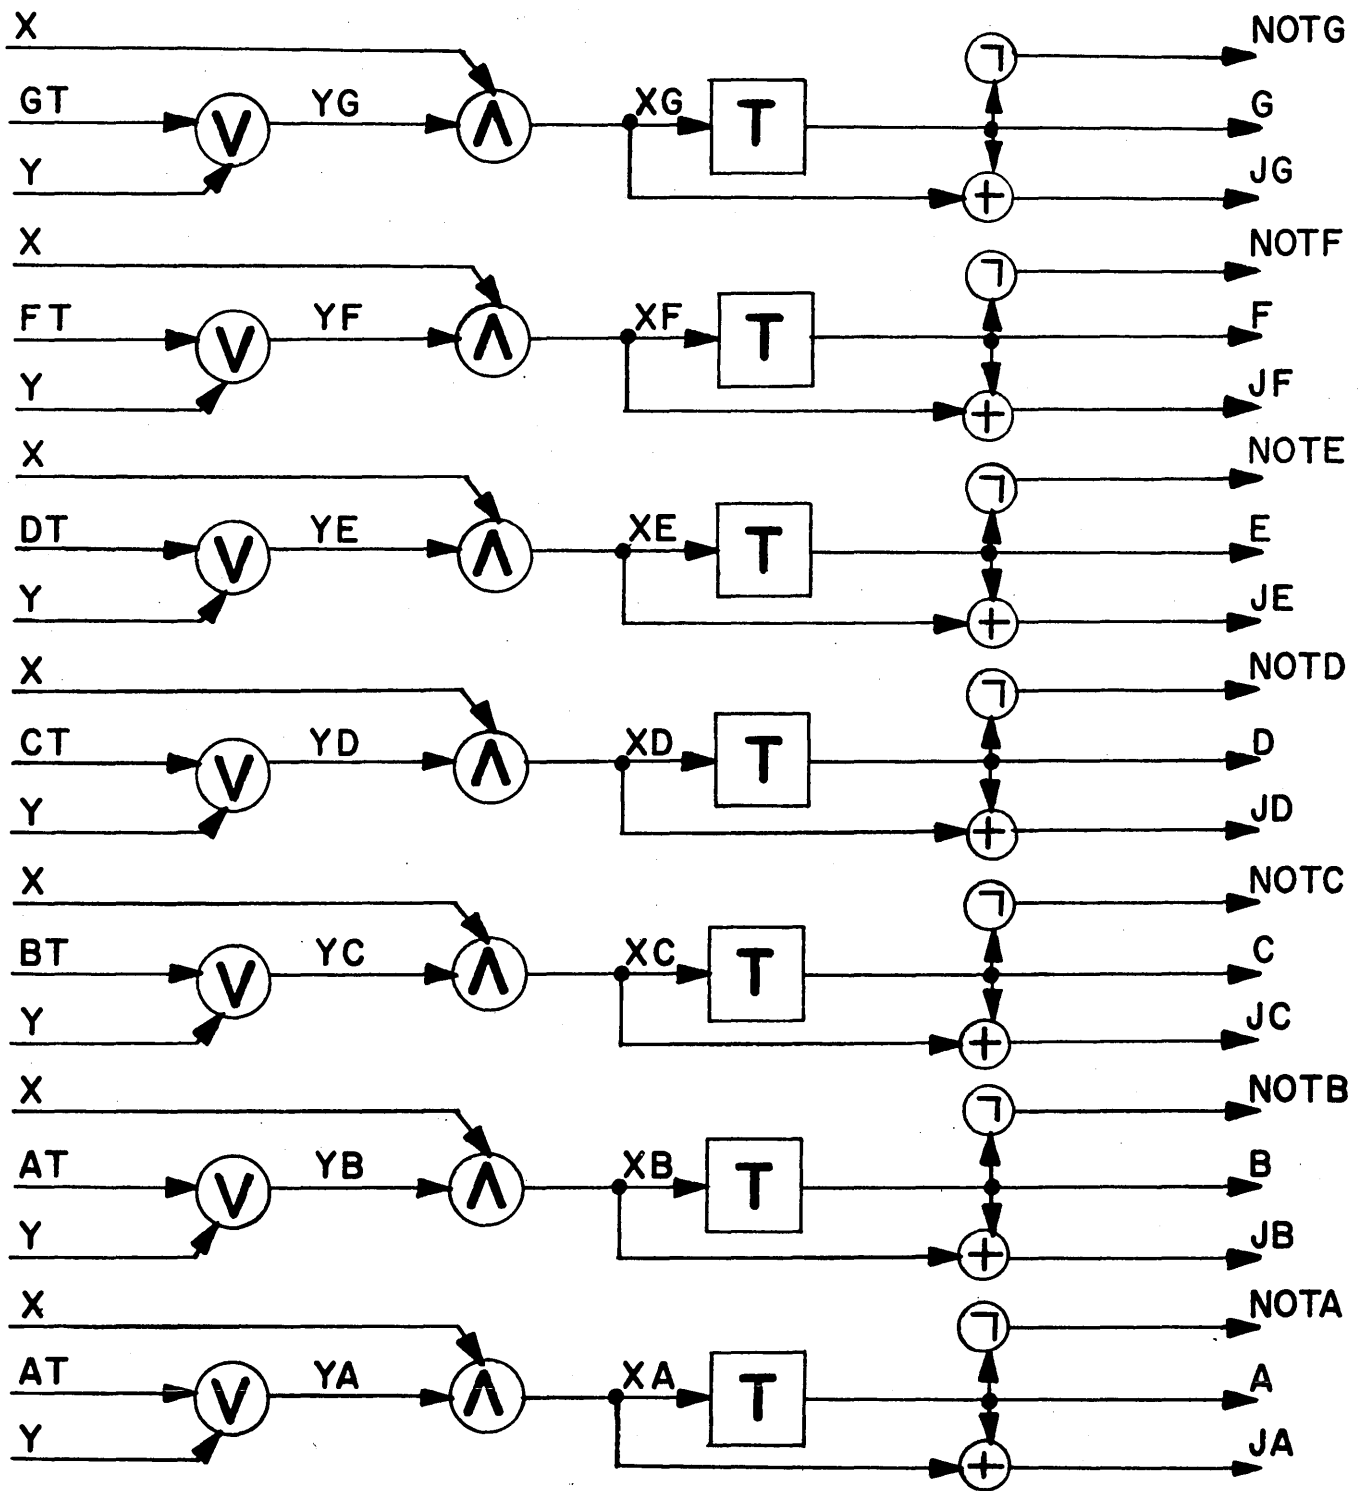 X NOTG
GT V YG Λ XG T ¬ G
Y + JG
X NOTF
FT V YF Λ XF T ¬ F
Y + JF
X NOTE
DT V YE Λ XE T ¬ E
Y + JE
X NOTD
CT V YD Λ XD T ¬ D
Y + JD
X NOTC
BT V YC Λ XC T ¬ C
Y + JC
X NOTB
AT V YB Λ XB T ¬ B
Y + JB
X NOTA
AT V YA Λ XA T ¬ A
Y + JA